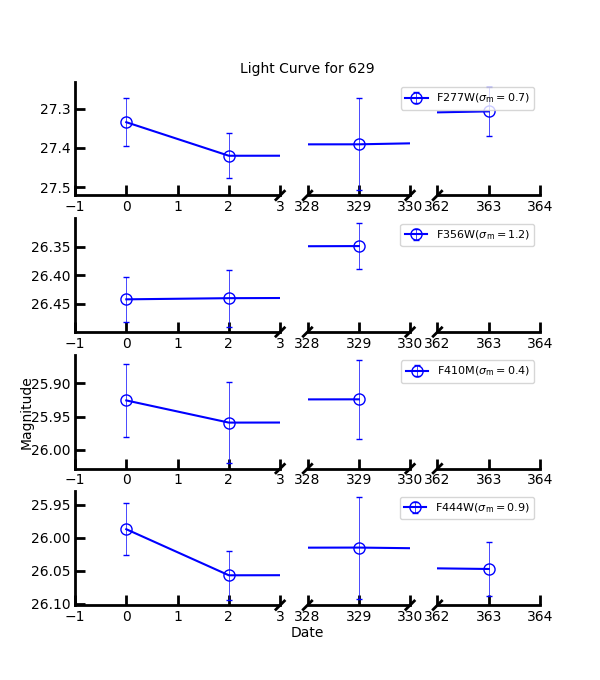 Light Curve for 629
27.3
27.4
27.5
F277W(σm = 0.7)
−1 0 1 2 3 328 329 330 362 363 364
26.35
26.40
26.45
F356W(σm = 1.2)
−1 0 1 2 3 328 329 330 362 363 364
25.90
25.95
26.00
F410M(σm = 0.4)
−1 0 1 2 3 328 329 330 362 363 364
Magnitude
25.95
26.00
26.05
26.10
F444W(σm = 0.9)
−1 0 1 2 3 328 329 330 362 363 364
Date